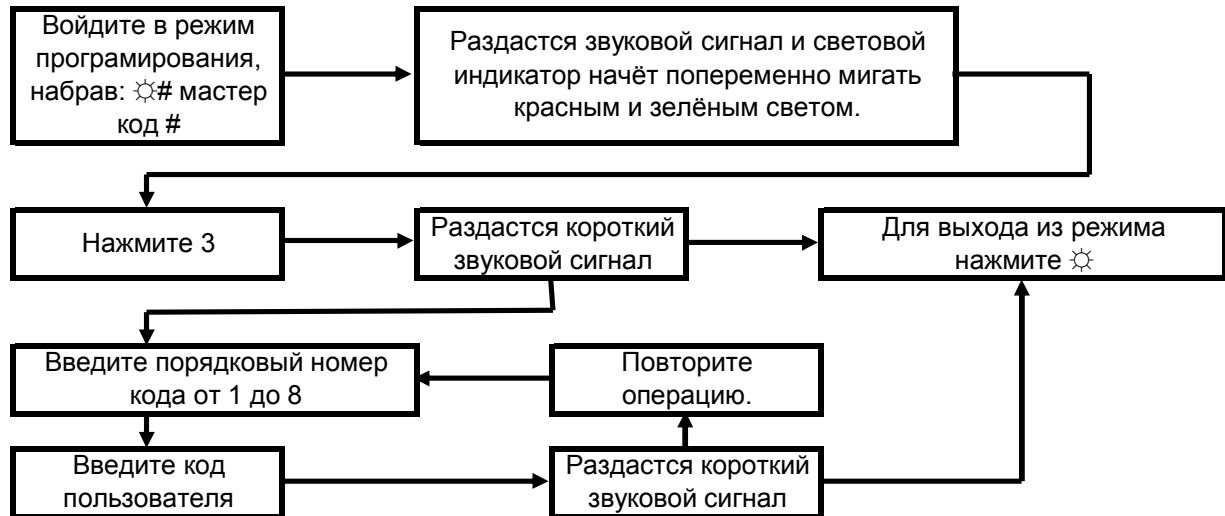 Войдите в режим
програмирования,
набрав: ☼# мастер
код #
Раздастся звуковой сигнал и световой
индикатор начёт попеременно мигать
красным и зелёным светом.
Нажмите 3
Раздастся короткий
звуковой сигнал
Для выхода из режима
нажмите ☼
Введите порядковый номер
кода от 1 до 8
Повторите
операцию.
Введите код
пользователя
Раздастся короткий
звуковой сигнал